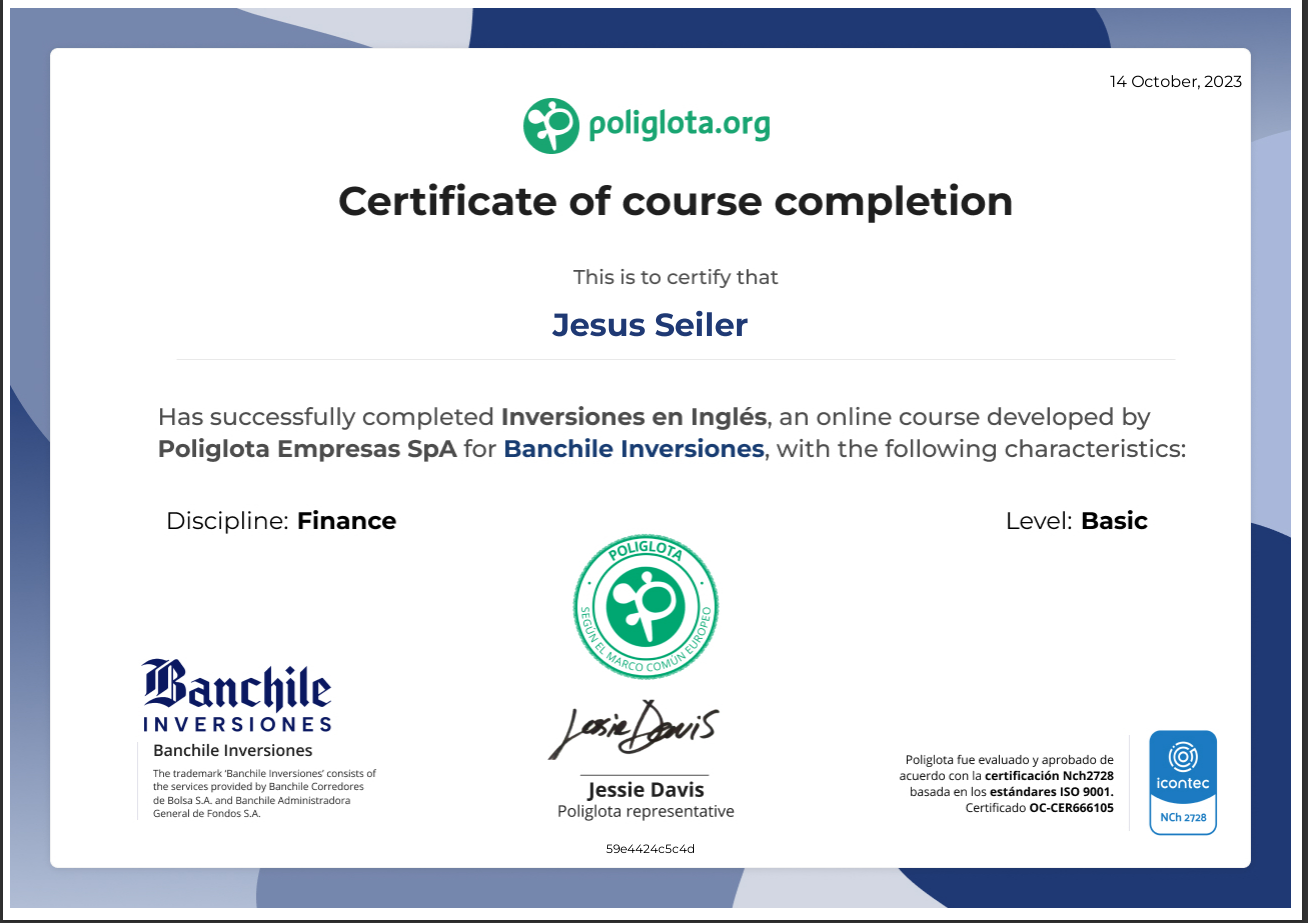 14 October, 2023
poliglota.org
Certificate of course completion
This is to certify that
Jesus Seiler
Has successfully completed Inversiones en Inglés, an online course developed by
Poliglota Empresas SpA for Banchile Inversiones, with the following characteristics:
Discipline: Finance
Level: Basic
POLIGLOTA
SEGÚN EL MARCO COMÚN EUROPEO
Banchile
INVERSIONES
Banchile Inversiones
The trademark ‘Banchile Inversiones’ consists of
the services provided by Banchile Corredores
de Bolsa S.A. and Banchile Administradora
General de Fondos S.A.
Jessie Davis
Jessie Davis
Poliglota representative
59e4424c5c4d
Poligota fue evaluado y aprobado de
acuerdo con la certificación Nch2728
basada en los estándares ISO 9001.
Certificado OC-CER666105
icontec
NCh 2728